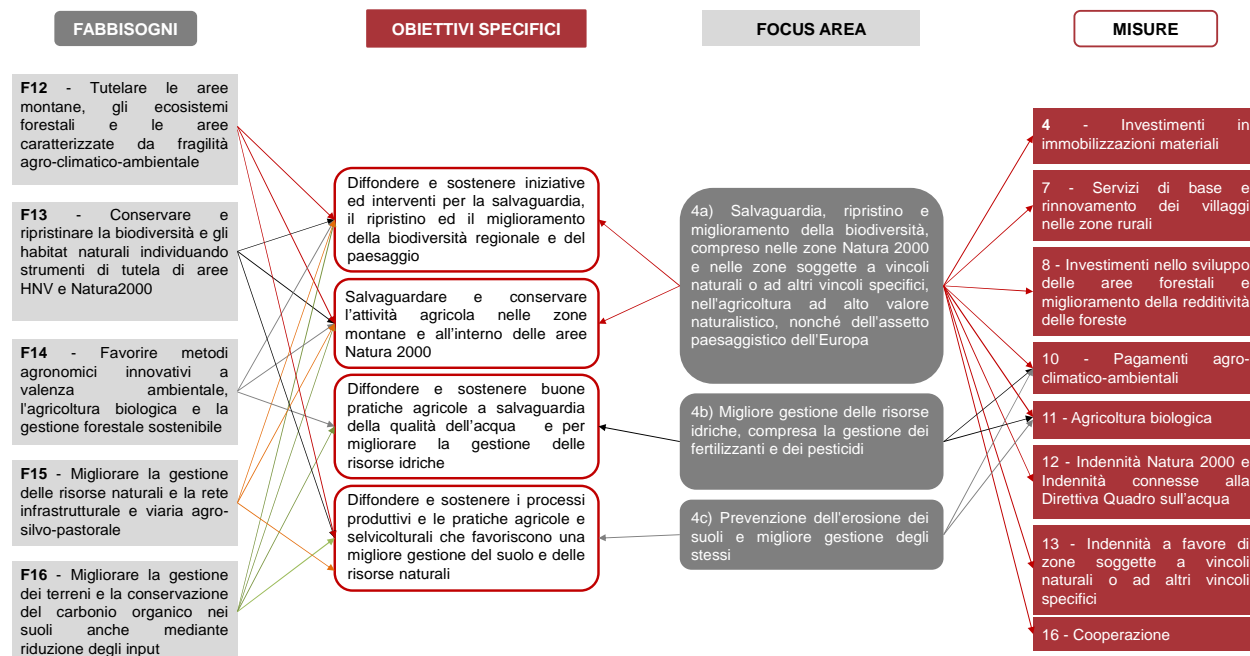 FABBISOGNI
OBIETTIVI SPECIFICI
FOCUS AREA
MISURE
F12 - Tutelare le aree
montane, gli ecosistemi
forestali e le aree
caratterizzate da fragilità
agro-climatico-ambientale
F13 - Conservare e
ripristinare la biodiversità e gli
habitat naturali individuando
strumenti di tutela di aree
HNV e Natura2000
F14 - Favorire metodi
agronomici innovativi a
valenza ambientale,
l'agricoltura biologica e la
gestione forestale sostenibile
F15 - Migliorare la gestione
delle risorse naturali e la rete
infrastrutturale e viaria agro-
silvo-pastorale
F16 - Migliorare la gestione
dei terreni e la conservazione
del carbonio organico nei
suoli anche mediante
riduzione degli input
Diffondere e sostenere iniziative
ed interventi per la salvaguardia,
il ripristino ed il miglioramento
della biodiversità regionale e del
paesaggio
Salvaguardare e conservare
l'attività agricola nelle zone
montane e all'interno delle aree
Natura 2000
Diffondere e sostenere buone
pratiche agricole a salvaguardia
della qualità dell'acqua e per
migliorare la gestione delle
risorse idriche
Diffondere e sostenere i processi
produttivi e le pratiche agricole e
selvicolturali che favoriscono una
migliore gestione del suolo e delle
risorse naturali
4a) Salvaguardia, ripristino e
miglioramento della biodiversità,
compreso nelle zone Natura 2000
e nelle zone soggette a vincoli
naturali o ad altri vincoli specifici,
nell'agricoltura ad alto valore
naturalistico, nonché dell'assetto
paesaggistico dell'Europa
4b) Migliore gestione delle risorse
idriche, compresa la gestione dei
fertilizzanti e dei pesticidi
4c) Prevenzione dell'erosione dei
suoli e migliore gestione degli
stessi
4 - Investimenti in
immobilizzazioni materiali
7 - Servizi di base e
rinnovamento dei villaggi
nelle zone rurali
8 - Investimenti nello sviluppo
delle aree forestali e
miglioramento della redditività
delle foreste
10 - Pagamenti agro-
climatico-ambientali
11 - Agricoltura biologica
12 - Indennità Natura 2000 e
Indennità connesse alla
Direttiva Quadro sull'acqua
13 - Indennità a favore di
zone soggette a vincoli
naturali o ad altri vincoli
specifici
16 - Cooperazione